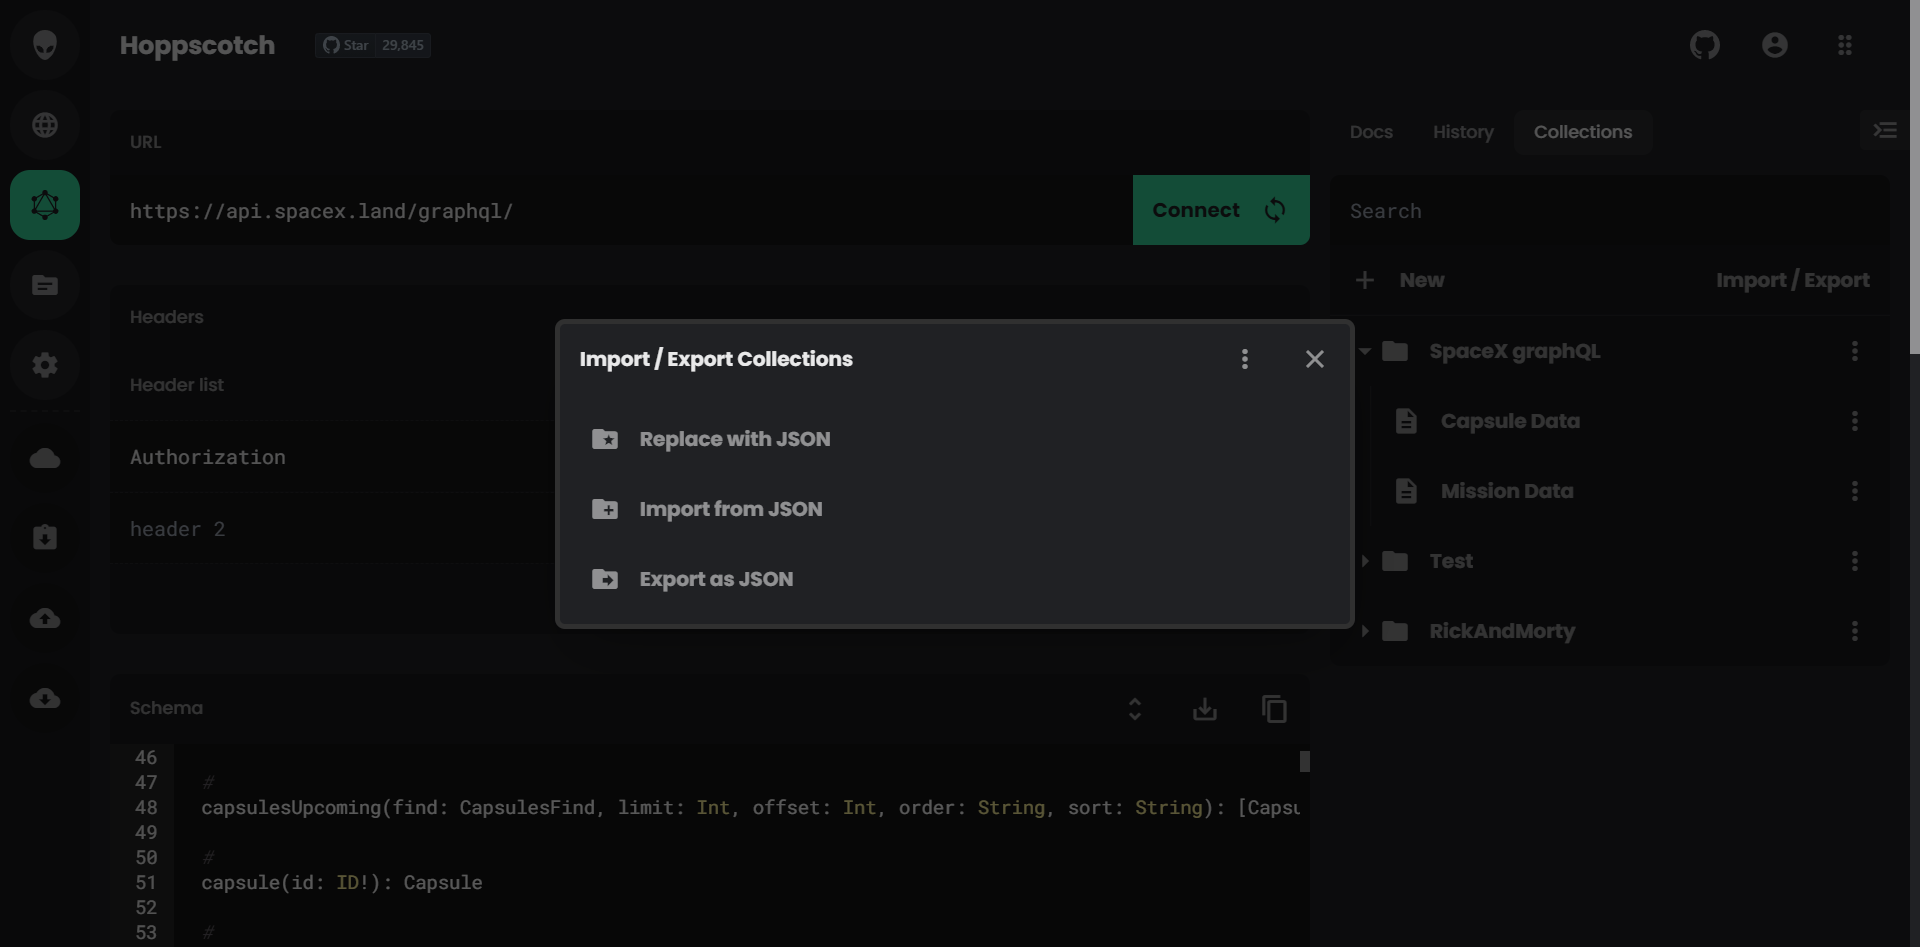 Hoppscotch
Star 29,845
URL
https://api.spacex.land/graphql/
Connect
Docs History Collections
Search
New
Import / Export
Headers
Header list
Authorization
header 2
Import / Export Collections
Replace with JSON
Import from JSON
Export as JSON
SpaceX graphQL
Capsule Data
Mission Data
Test
RickAndMorty
Schema
46
47 #
48 capsulesUpcoming(find: CapsulesFind, limit: Int, offset: Int, order: String, sort: String): [Capsu
49
50 #
51 capsule(id: ID!): Capsule
52
53 #